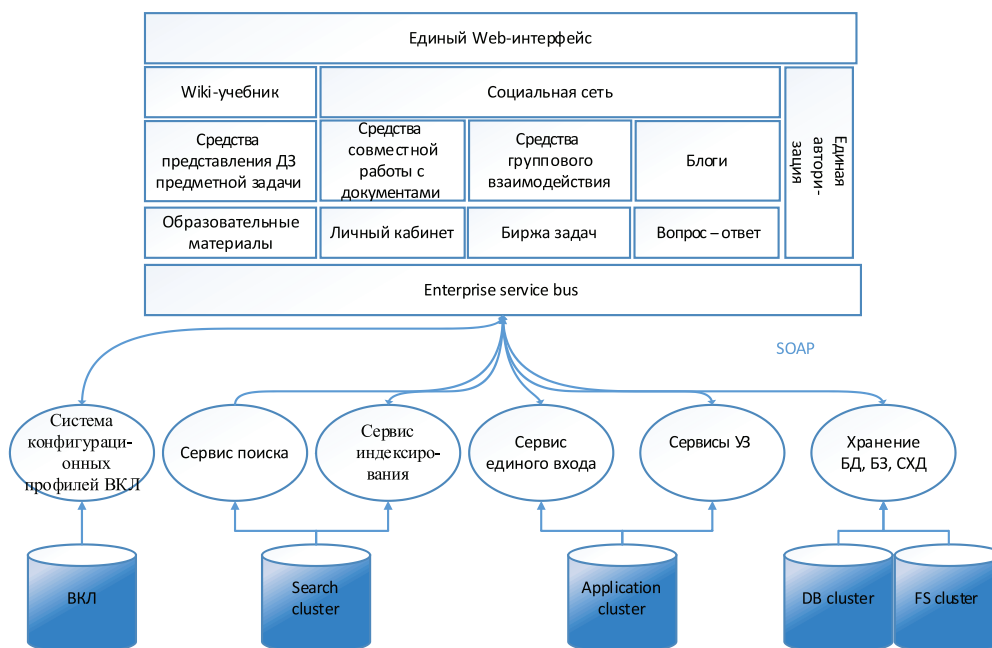 Единый Web-интерфейс
Wiki-учебник
Социальная сеть
Единая
автори-
зация
Средства
представления ДЗ
предметной задачи
Средства
совместной
работы с
документами
Средства
группового
взаимодействия
Блоги
Образовательные
материалы
Личный кабинет
Биржа задач
Вопрос – ответ
Enterprise service bus
SOAP
Система
конфигураци-
онных
профилей ВКЛ
Сервис поиска
Сервис
индексиро-
вания
Сервис
единого входа
Сервисы УЗ
Хранение
БД, БЗ, СХД
ВКЛ
Search
cluster
Application
cluster
DB cluster
FS cluster